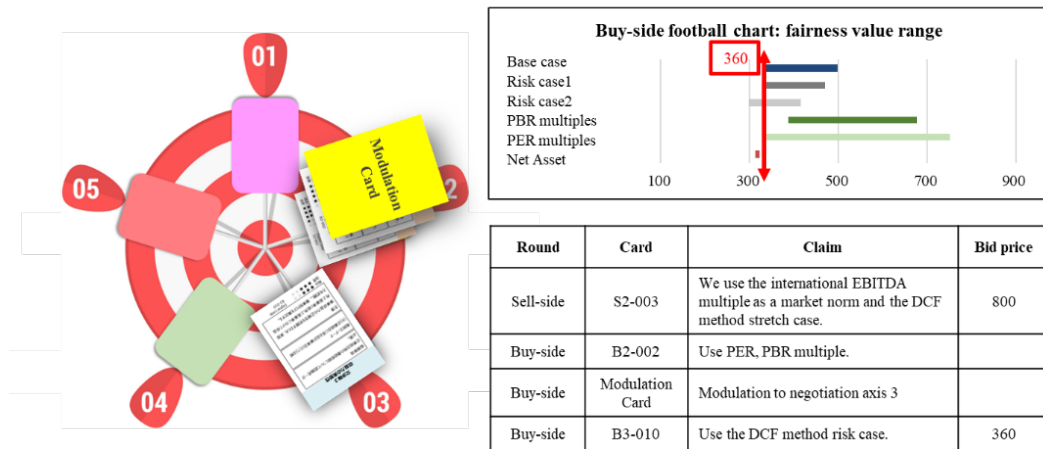 01
Modulation
Card
2
05
04
03
Buy-side football chart: fairness value range
360
Base case
Risk case1
Risk case2
PBR multiples
PER multiples
Net Asset
100 300 500 700 900
Round Card Claim Bid price
Sell-side S2-003 We use the international EBITDA
multiple as a market norm and the DCF
method stretch case. 800
Buy-side B2-002 Use PER, PBR multiple.
Buy-side Modulation
Card Modulation to negotiation axis 3
Buy-side B3-010 Use the DCF method risk case. 360